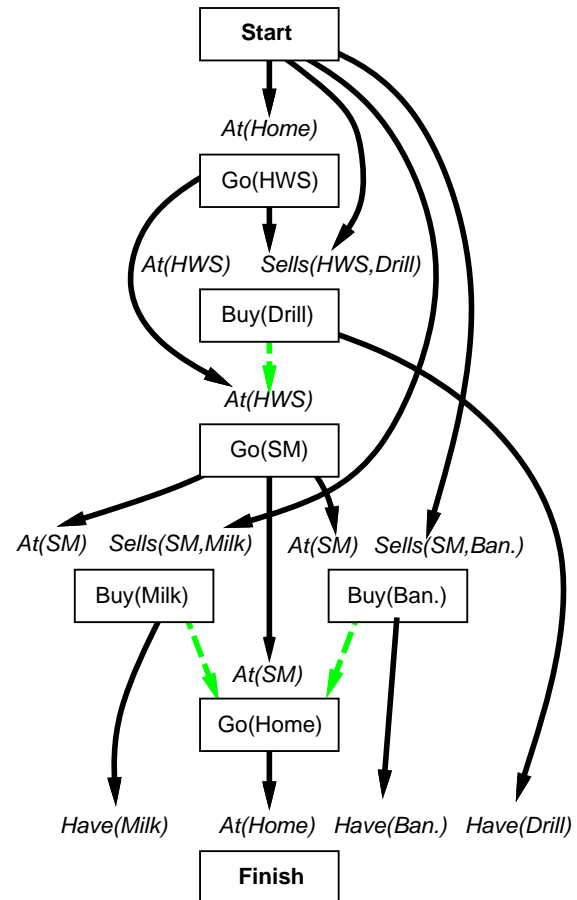 Start
At(Home)
Go(HWS)
At(HWS) Sells(HWS,Drill)
Buy(Drill)
At(HWS)
Go(SM)
At(SM) Sells(SM,Milk) At(SM) Sells(SM,Ban.)
Buy(Milk) Buy(Ban.)
At(SM)
Go(Home)
Have(Milk) At(Home) Have(Ban.) Have(Drill)
Finish